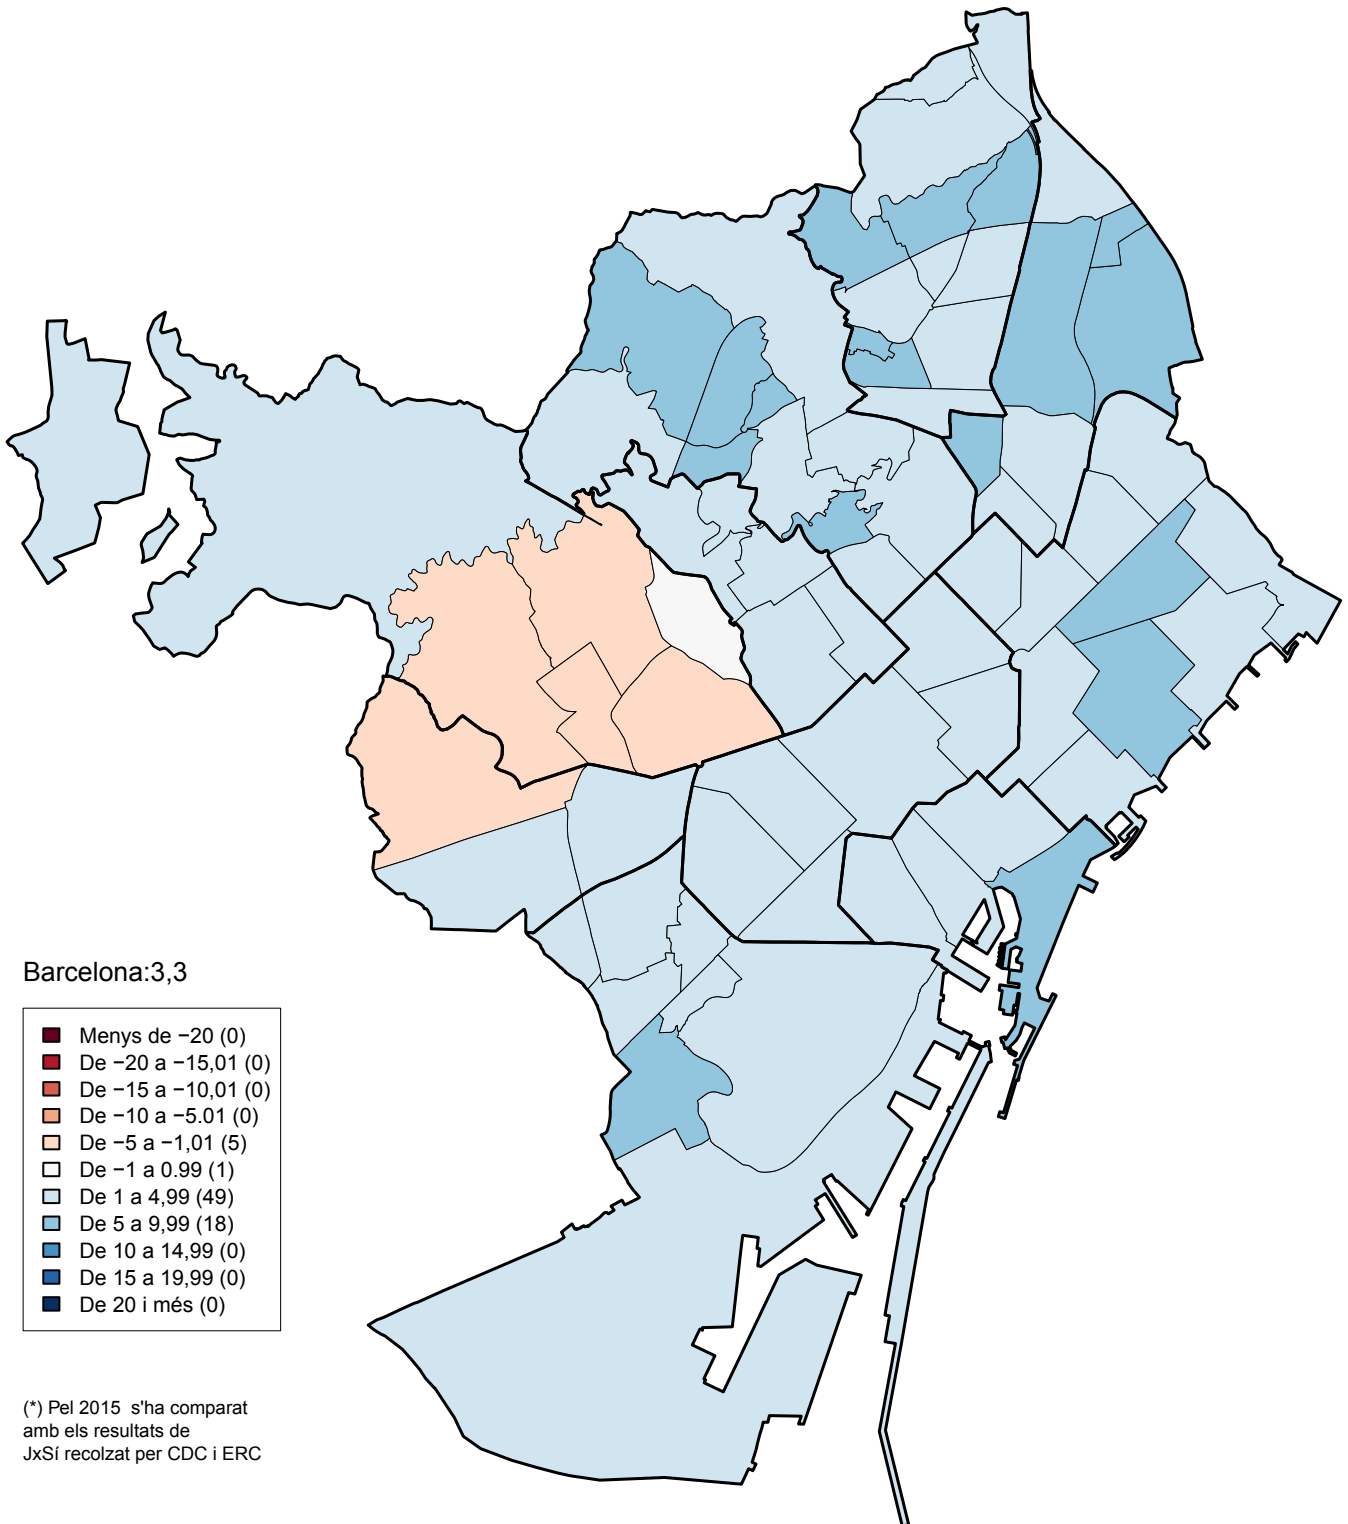 Barcelona:3,3
Menys de −20 (0)
De −20 a −15,01 (0)
De −15 a −10,01 (0)
De −10 a −5.01 (0)
De −5 a −1,01 (5)
De −1 a 0.99 (1)
De 1 a 4,99 (49)
De 5 a 9,99 (18)
De 10 a 14,99 (0)
De 15 a 19,99 (0)
De 20 i més (0)
(*) Pel 2015 s'ha comparat
amb els resultats de
JxSí recolzat per CDC i ERC